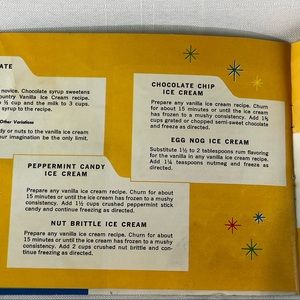 ATE
novice. Chocolate syrup sweetens
ountry Vanilla Ice Cream recipe.
½ cup and the milk to 3 cups,
syrup to the recipe.
Other Variations
dy or nuts to the vanilla ice cream
our imagination be the only limit.
CHOCOLATE CHIP
ICE CREAM
Prepare any vanilla ice cream recipe. Churn
for about 15 minutes or until the ice cream
has frozen to a mushy consistency. Add 1½
cups grated or chopped semi-sweet chocolate
and freeze as directed.
EGG NOG ICE CREAM
Substitute 1½ to 2 tablespoons rum flavoring
for the vanilla in any vanilla ice cream recipe.
Add 1¼ teaspoons nutmeg and freeze as
directed.
PEPPERMINT CANDY
ICE CREAM
Prepare any vanilla ice cream recipe. Churn for about
15 minutes or until the ice cream has frozen to a mushy
consistency. Add 1½ cups crushed peppermint stick
candy and continue freezing as directed.
NUT BRITTLE ICE CREAM
Prepare any vanilla ice cream recipe. Churn for about
15 minutes or until the ice cream has frozen to a mushy
consistency. Add 2 cups crushed nut brittle and con-
tinue freezing as directed.